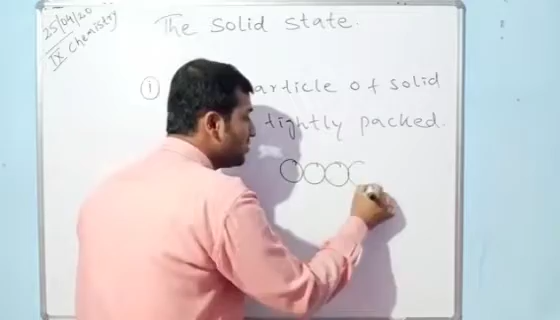 25/04/20
IX Chemistry
The Solid State.
① article of solid
tightly packed.